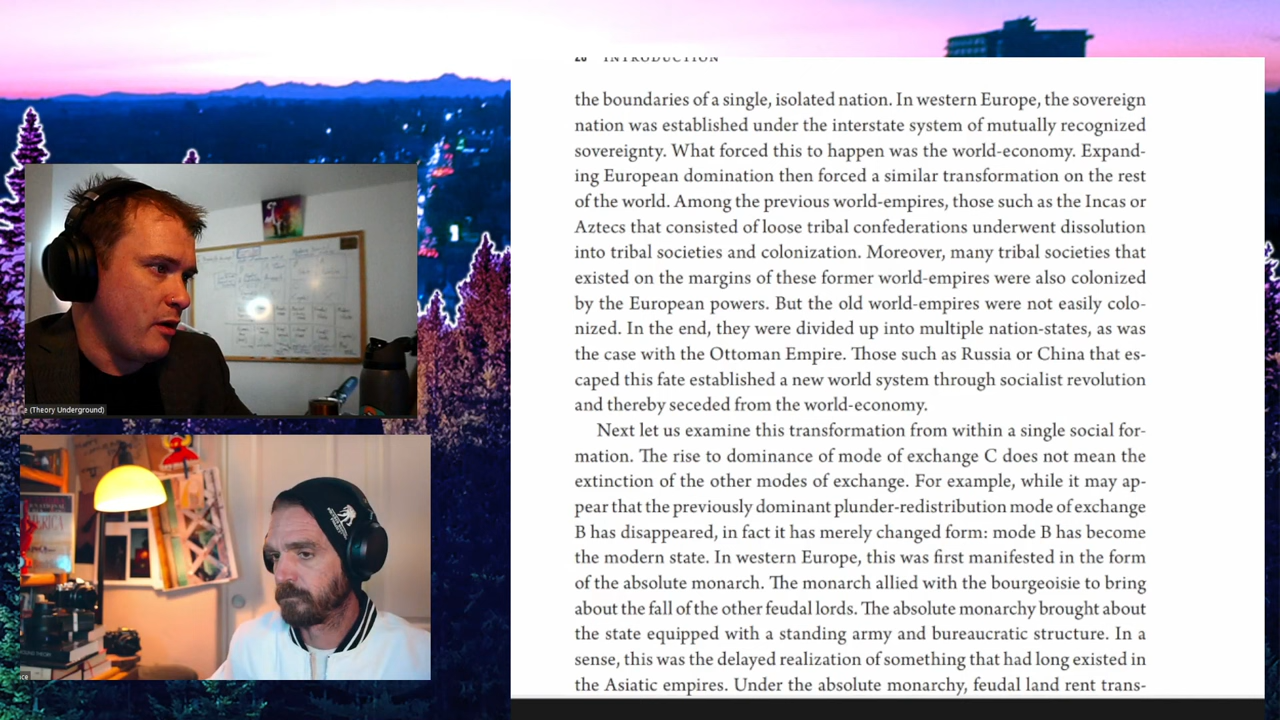 INTRODUCTION
the boundaries of a single, isolated nation. In western Europe, the sovereign
nation was established under the interstate system of mutually recognized
sovereignty. What forced this to happen was the world-economy. Expand-
ing European domination then forced a similar transformation on the rest
of the world. Among the previous world-empires, those such as the Incas or
Aztecs that consisted of loose tribal confederations underwent dissolution
into tribal societies and colonization. Moreover, many tribal societies that
existed on the margins of these former world-empires were also colonized
by the European powers. But the old world-empires were not easily colo-
nized. In the end, they were divided up into multiple nation-states, as was
the case with the Ottoman Empire. Those such as Russia or China that es-
caped this fate established a new world system through socialist revolution
and thereby seceded from the world-economy.
Next let us examine this transformation from within a single social for-
mation. The rise to dominance of mode of exchange C does not mean the
extinction of the other modes of exchange. For example, while it may ap-
pear that the previously dominant plunder-redistribution mode of exchange
B has disappeared, in fact it has merely changed form: mode B has become
the modern state. In western Europe, this was first manifested in the form
of the absolute monarch. The monarch allied with the bourgeoisie to bring
about the fall of the other feudal lords. The absolute monarchy brought about
the state equipped with a standing army and bureaucratic structure. In a
sense, this was the delayed realization of something that had long existed in
the Asiatic empires. Under the absolute monarchy, feudal land rent trans-
e (Theory Underground)